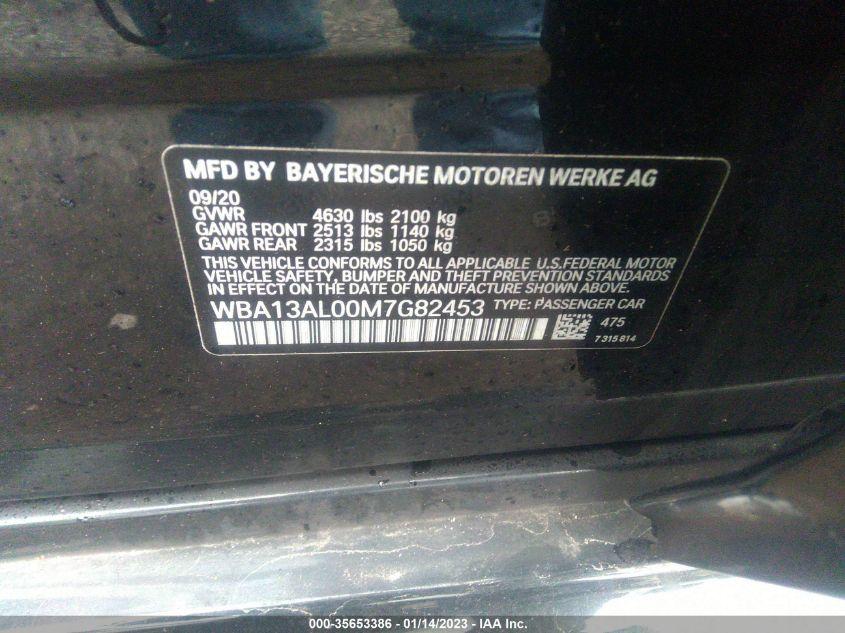 MFD BY BAYERISCHE MOTOREN WERKE AG
09/20
GVWR 4630 lbs 2100 kg
GAWR FRONT 2513 lbs 1140 kg
GAWR REAR 2315 lbs 1050 kg
THIS VEHICLE CONFORMS TO ALL APPLICABLE U.S.FEDERAL MOTOR
VEHICLE SAFETY, BUMPER AND THEFT PREVENTION STANDARDS
IN EFFECT ON THE DATE OF MANUFACTURE SHOWN ABOVE.
WBA13AL00M7G82453 TYPE: PASSENGER CAR
475
7315814
000-35653386 - 01/14/2023 - IAA Inc.